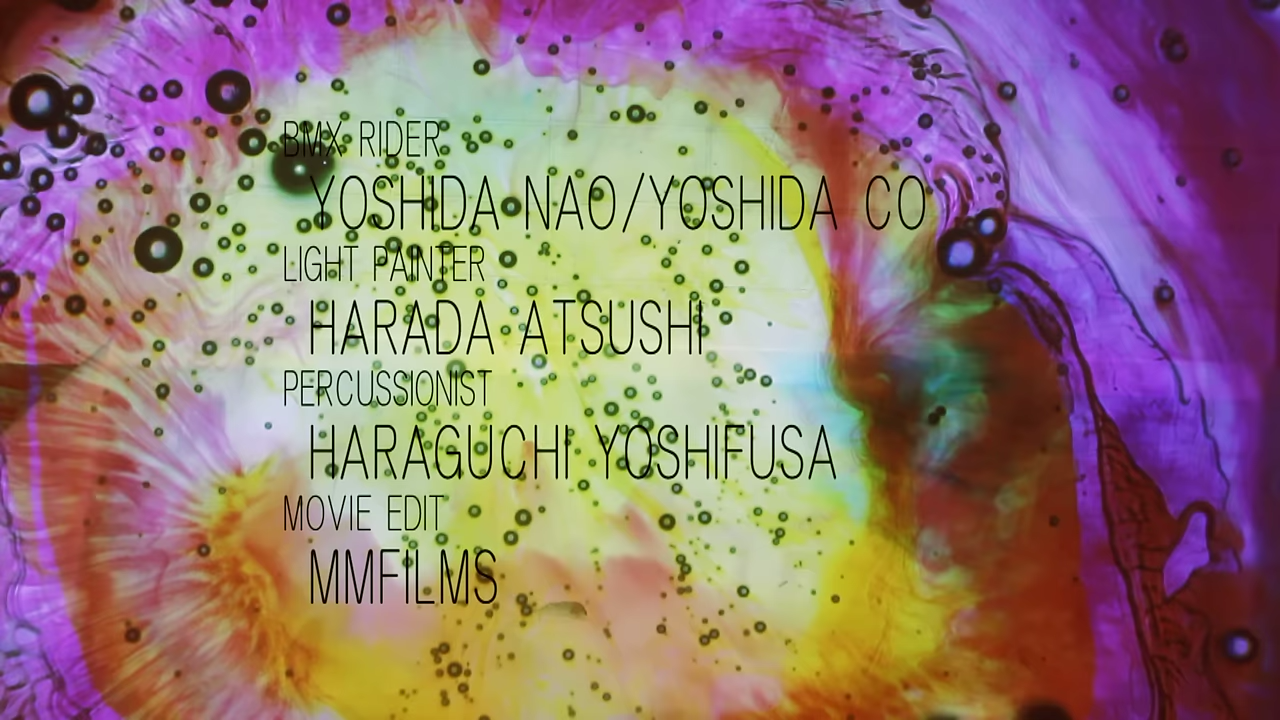 BMX RIDER
YOSHIDA NAO/YOSHIDA CO
LIGHT PAINTER
HARADA ATSUSHI
PERCUSSIONIST
HARAGUCHI YOSHIFUSA
MOVIE EDIT
MMFILMS